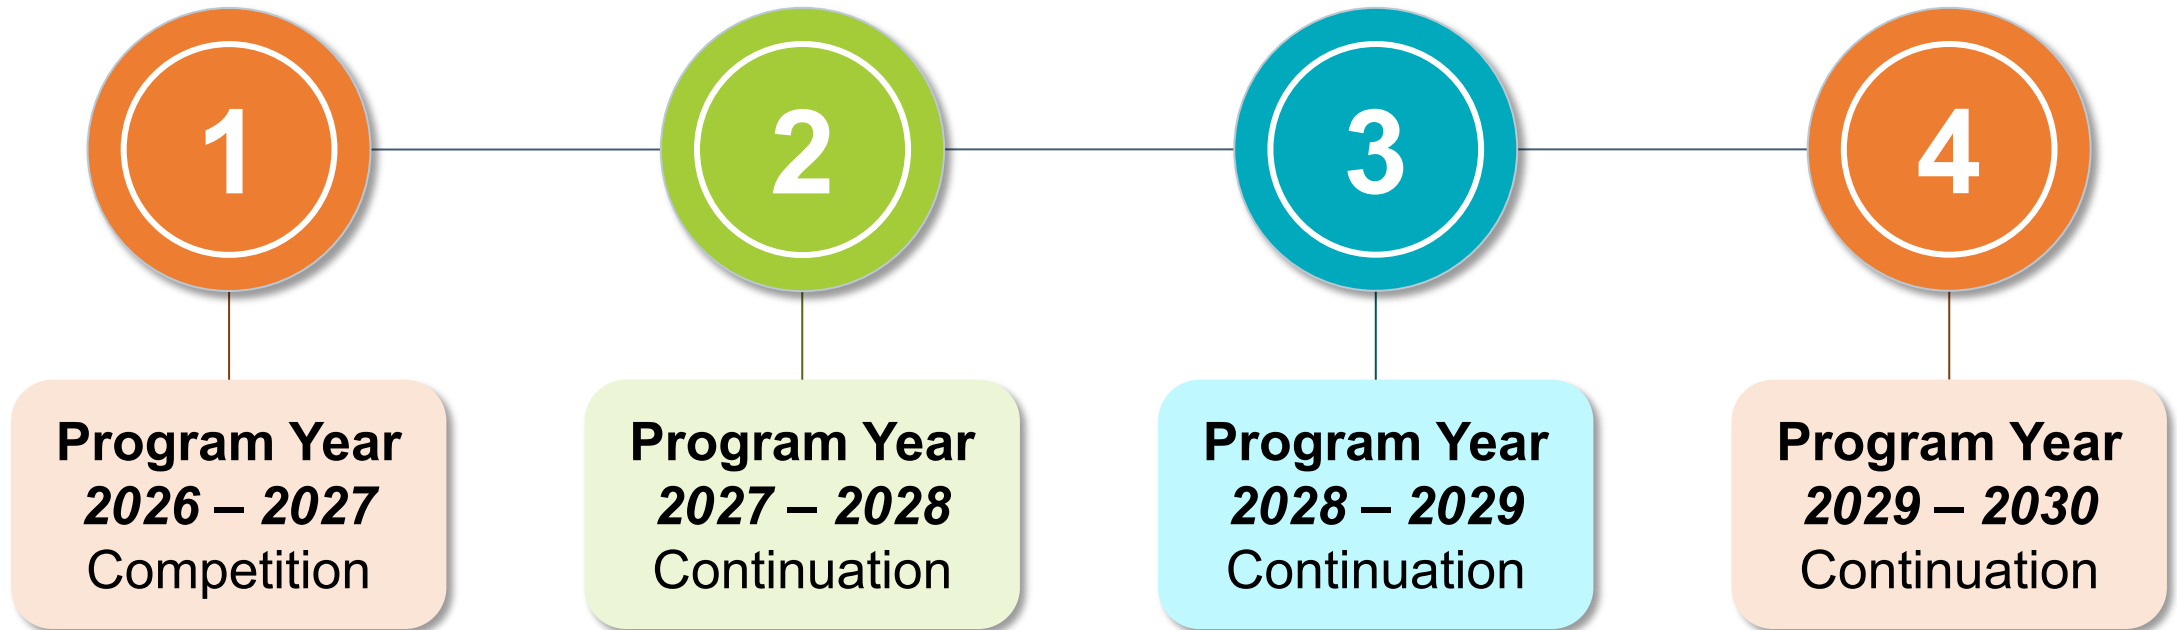 1
2
3
4
Program Year
2026 – 2027
Competition
Program Year
2027 – 2028
Continuation
Program Year
2028 – 2029
Continuation
Program Year
2029 – 2030
Continuation